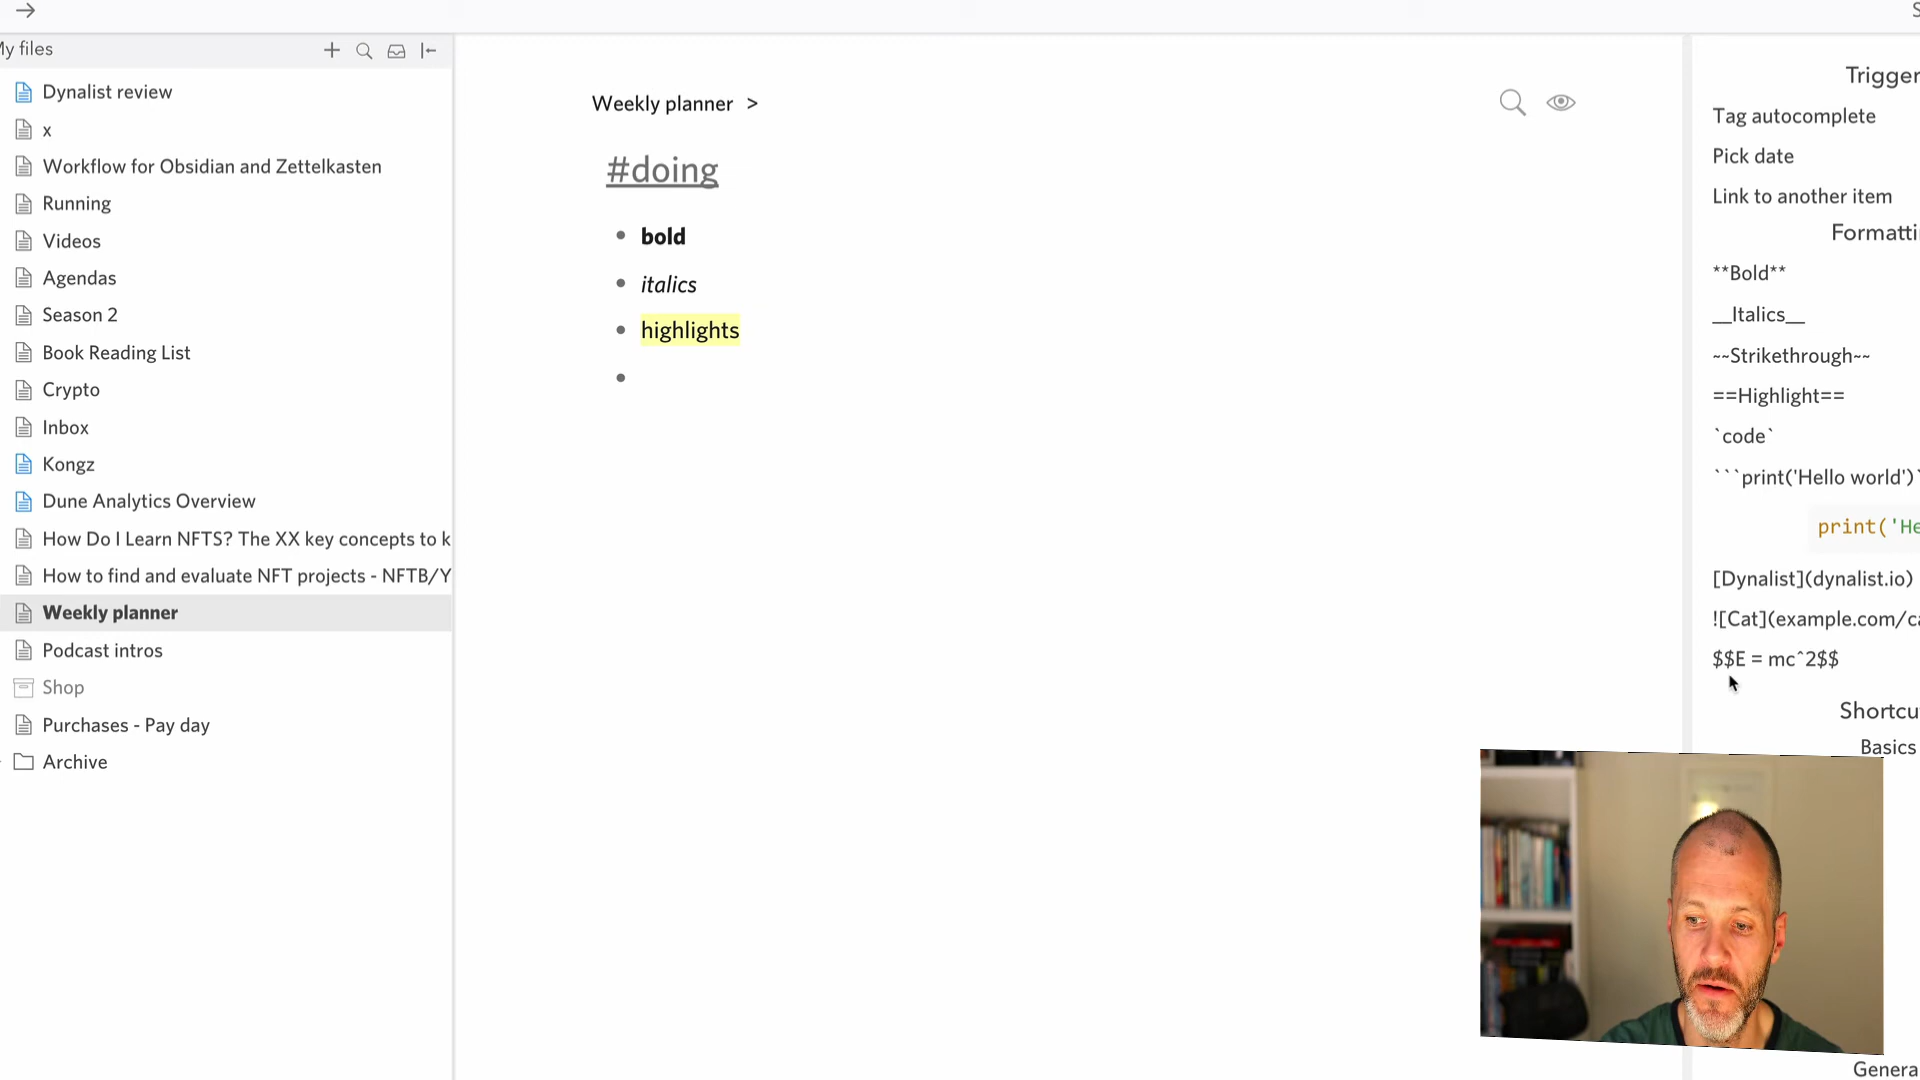 My files
Dynalist review
x
Workflow for Obsidian and Zettelkasten
Running
Videos
Agendas
Season 2
Book Reading List
Crypto
Inbox
Kongz
Dune Analytics Overview
How Do I Learn NFTS? The XX key concepts to k
How to find and evaluate NFT projects - NFTB/Y
Weekly planner
Podcast intros
Shop
Purchases - Pay day
Archive
Weekly planner >
#doing
bold
italics
highlights
Trigger
Tag autocomplete
Pick date
Link to another item
Formatti
**Bold**
__Italics__
~~Strikethrough~~
==Highlight==
`code`
```print('Hello world')`
print('He
[Dynalist](dynalist.io)
![Cat](example.com/ca
$$E = mc^2$$
Shortcu
Basics
Genera